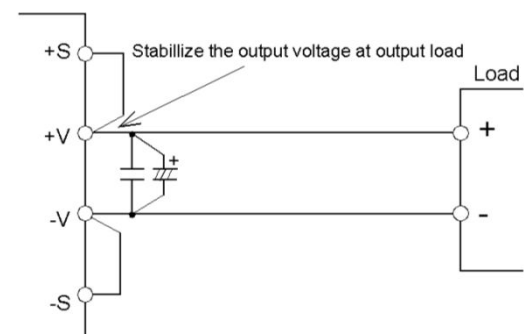 +S
Stabillize the output voltage at output load
Load
+V
+
+
-V
-
-S